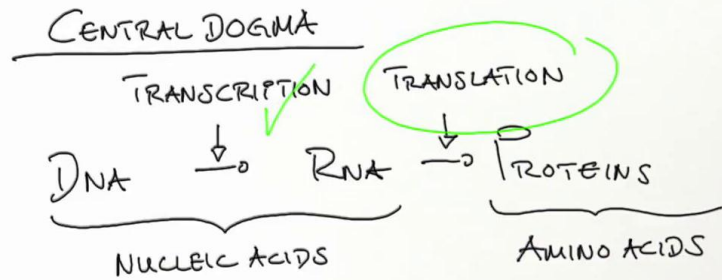 CENTRAL DOGMA
TRANSCRIPTION TRANSLATION
DNA RNA PROTEINS
NUCLEIC ACIDS AMINO ACIDS